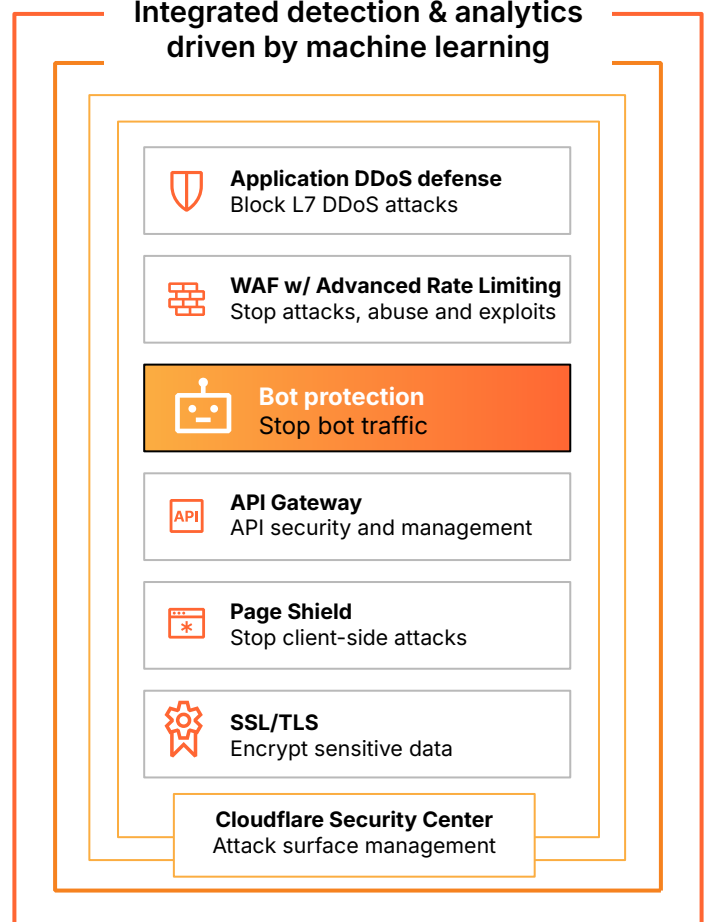 Integrated detection & analytics
driven by machine learning
Application DDoS defense
Block L7 DDoS attacks
WAF w/ Advanced Rate Limiting
Stop attacks, abuse and exploits
Bot protection
Stop bot traffic
API
API Gateway
API security and management
Page Shield
Stop client-side attacks
SSL/TLS
Encrypt sensitive data
Cloudflare Security Center
Attack surface management